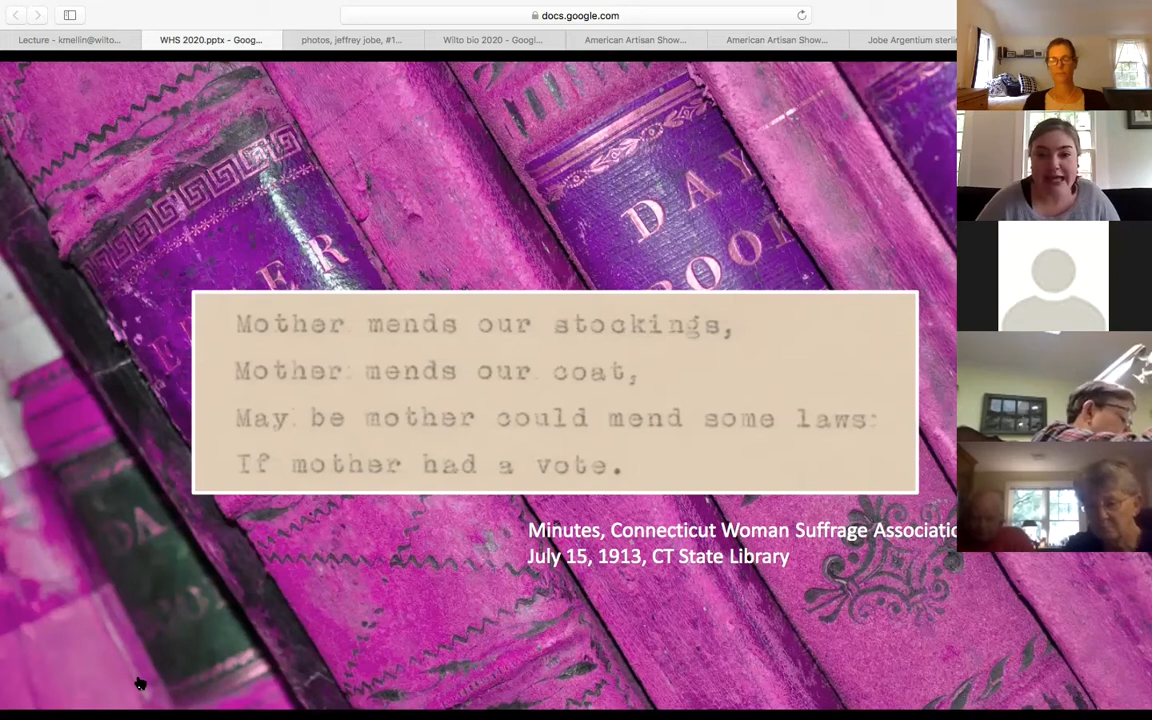 docs.google.com
Lecture - kmellin@wilto...
WHS 2020.pptx - Goog...
photos, jeffrey jobe, #1...
Wilto bio 2020 - Googl...
American Artisan Show...
American Artisan Show...
Jobe Argentium sterli
DAY
BOOK
Mother mends our stockings,
Mother mends our coat,
May be mother could mend some laws
If mother had a vote.
Minutes, Connecticut Woman Suffrage Associatio
July 15, 1913, CT State Library